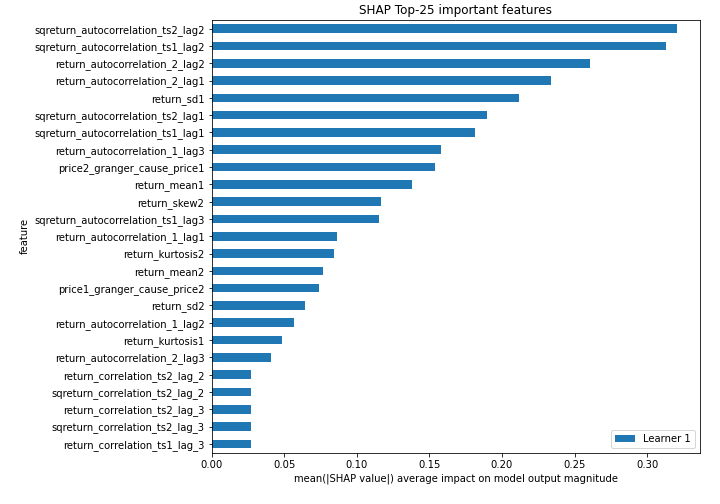 SHAP Top-25 important features
sqreturn_autocorrelation_ts2_lag2
sqreturn_autocorrelation_ts1_lag2
return_autocorrelation_2_lag2
return_autocorrelation_2_lag1
return_sd1
sqreturn_autocorrelation_ts2_lag1
sqreturn_autocorrelation_ts1_lag1
return_autocorrelation_1_lag3
price2_granger_cause_price1
return_mean1
return_skew2
sqreturn_autocorrelation_ts1_lag3
return_autocorrelation_1_lag1
return_kurtosis2
return_mean2
price1_granger_cause_price2
return_sd2
return_autocorrelation_1_lag2
return_kurtosis1
return_autocorrelation_2_lag3
return_correlation_ts2_lag_2
sqreturn_correlation_ts2_lag_2
return_correlation_ts2_lag_3
sqreturn_correlation_ts2_lag_3
return_correlation_ts1_lag_3
feature
Learner 1
0.00 0.05 0.10 0.15 0.20 0.25 0.30
mean(|SHAP value|) average impact on model output magnitude